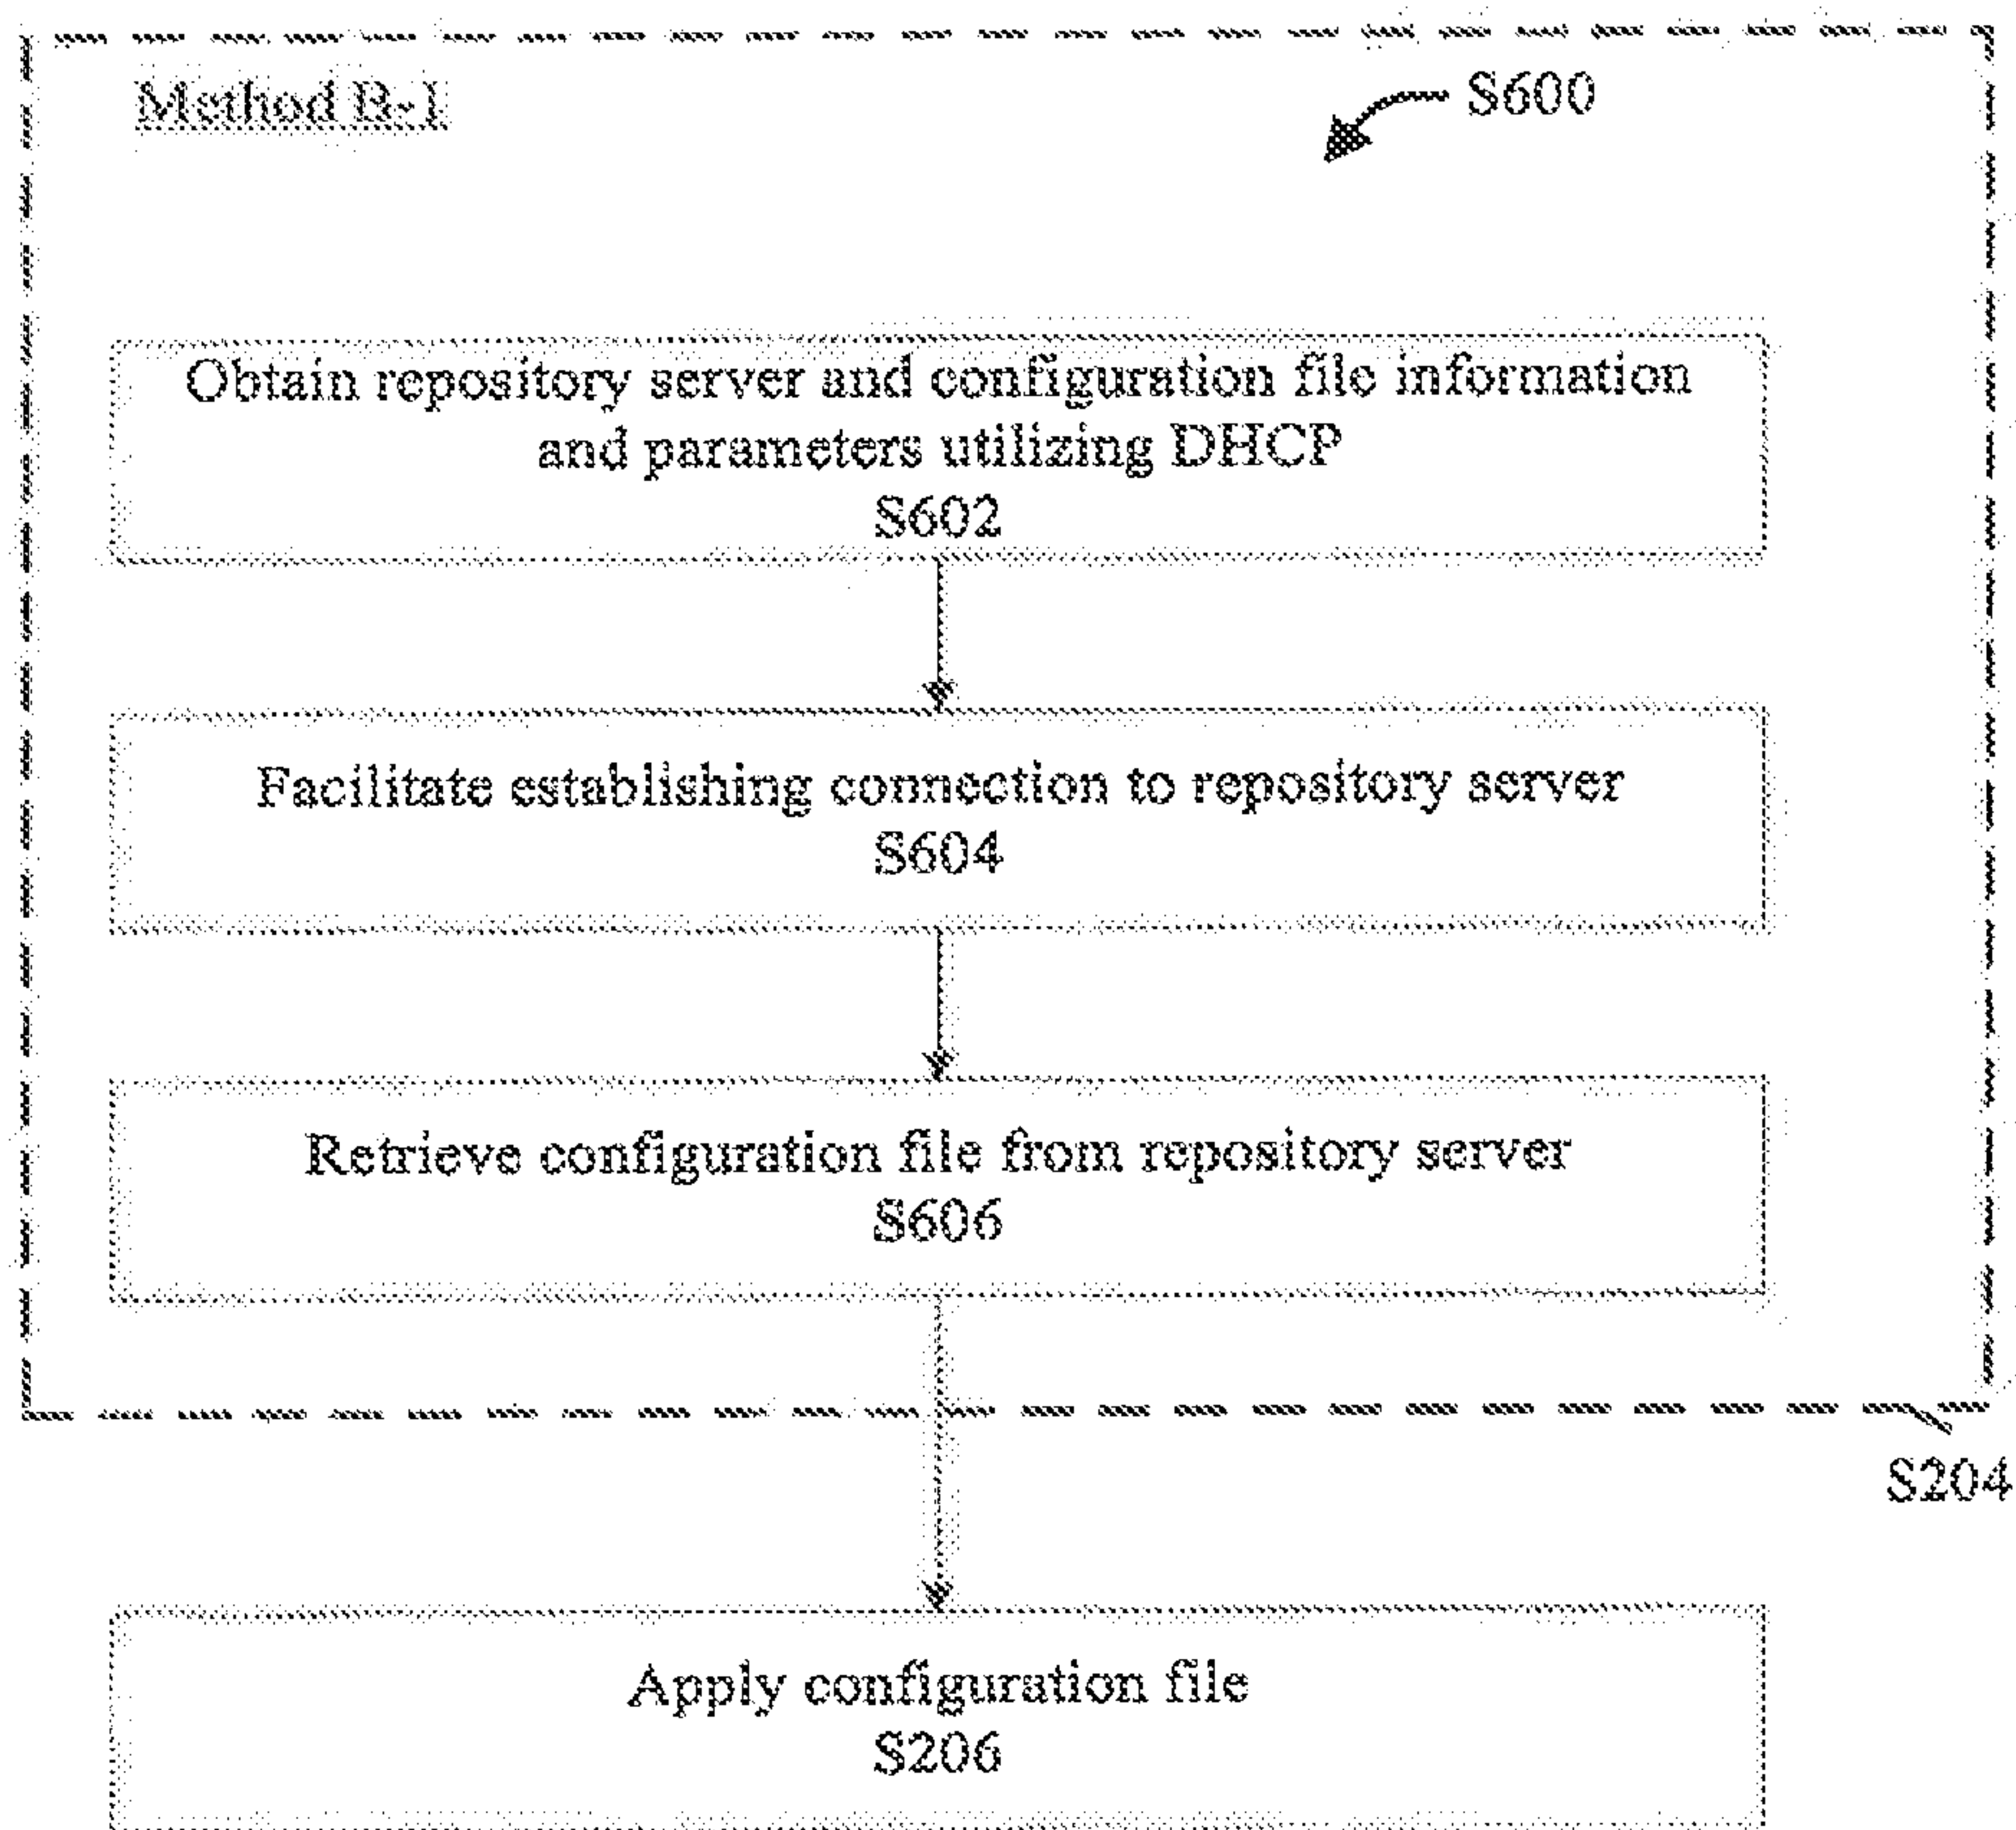 Method B-1
S600
Obtain repository server and configuration file information
and parameters utilizing DHCP
S602
Facilitate establishing connection to repository server
S604
Retrieve configuration file from repository server
S606
S204
Apply configuration file
S206